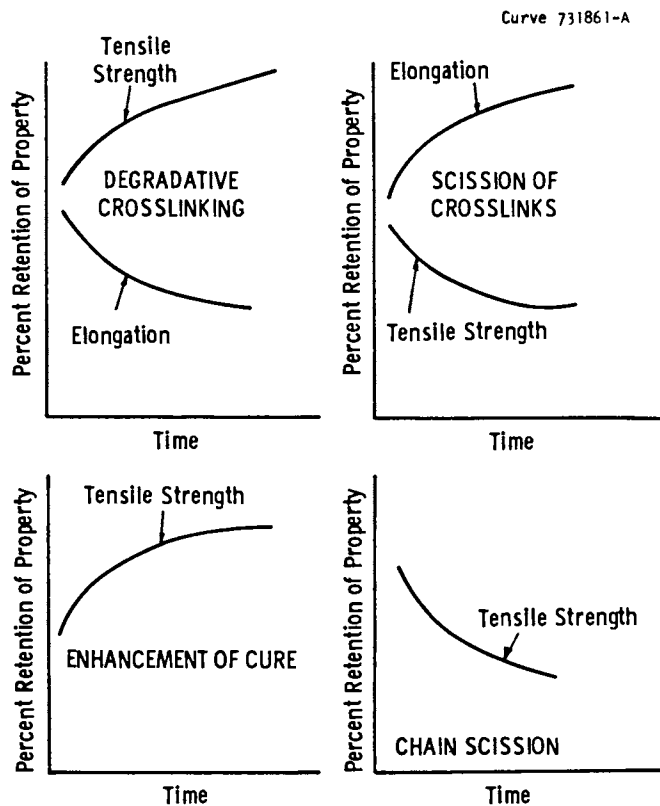 Curve 731861-A
Tensile
Strength
Percent Retention of Property
DEGRADATIVE
CROSSLINKING
Elongation
Time
Elongation
Percent Retention of Property
SCISSION OF
CROSSLINKS
Tensile Strength
Time
Tensile Strength
Percent Retention of Property
ENHANCEMENT OF CURE
Time
Percent Retention of Property
Tensile Strength
CHAIN SCISSION
Time